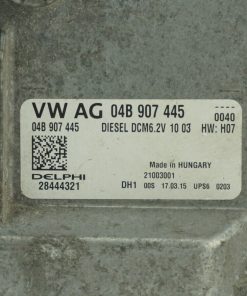 VW AG 04B 907 445
---- 0040
04B 907 445 DIESEL DCM6.2V 10 03 HW: H07
Made in HUNGARY
21003001
DELPHI
28444321 DH1 00S 17.03.15 UPS6 0203